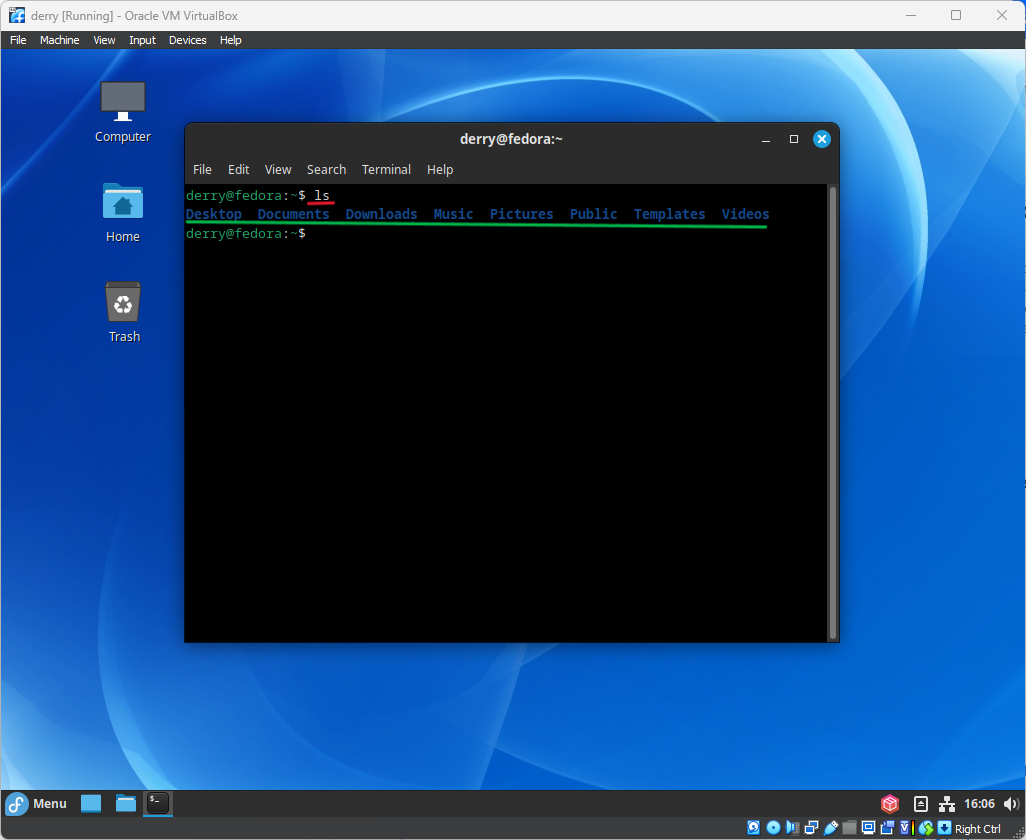 derry [Running] - Oracle VM VirtualBox
File Machine View Input Devices Help
Computer
Home
Trash
derry@fedora:~
File Edit View Search Terminal Help
derry@fedora:~$ ls
Desktop Documents Downloads Music Pictures Public Templates Videos
derry@fedora:~$
Menu
16:06
Right Ctrl